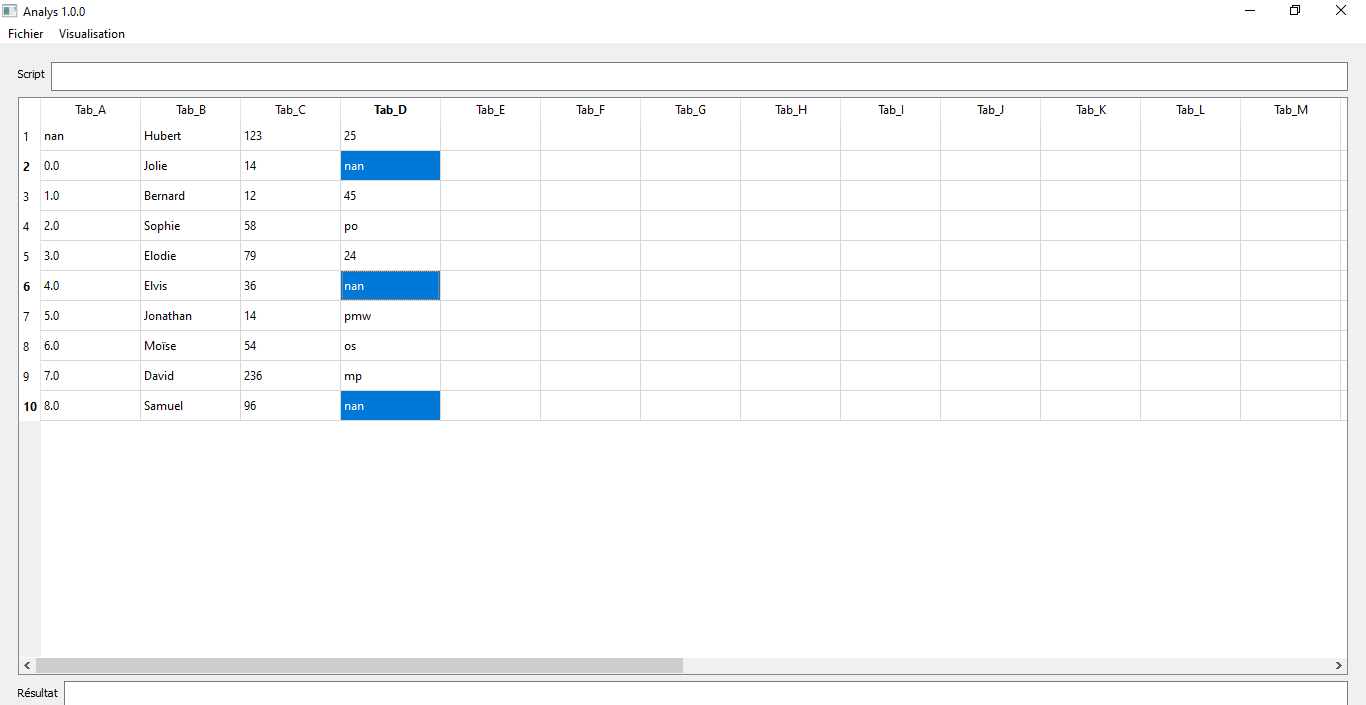 Analys 1.0.0
Fichier Visualisation
Script
Tab_A Tab_B Tab_C Tab_D Tab_E Tab_F Tab_G Tab_H Tab_I Tab_J Tab_K Tab_L Tab_M
1 nan Hubert 123 25
2 0.0 Jolie 14 nan
3 1.0 Bernard 12 45
4 2.0 Sophie 58 po
5 3.0 Elodie 79 24
6 4.0 Elvis 36 nan
7 5.0 Jonathan 14 pmw
8 6.0 Moïse 54 os
9 7.0 David 236 mp
10 8.0 Samuel 96 nan
Résultat